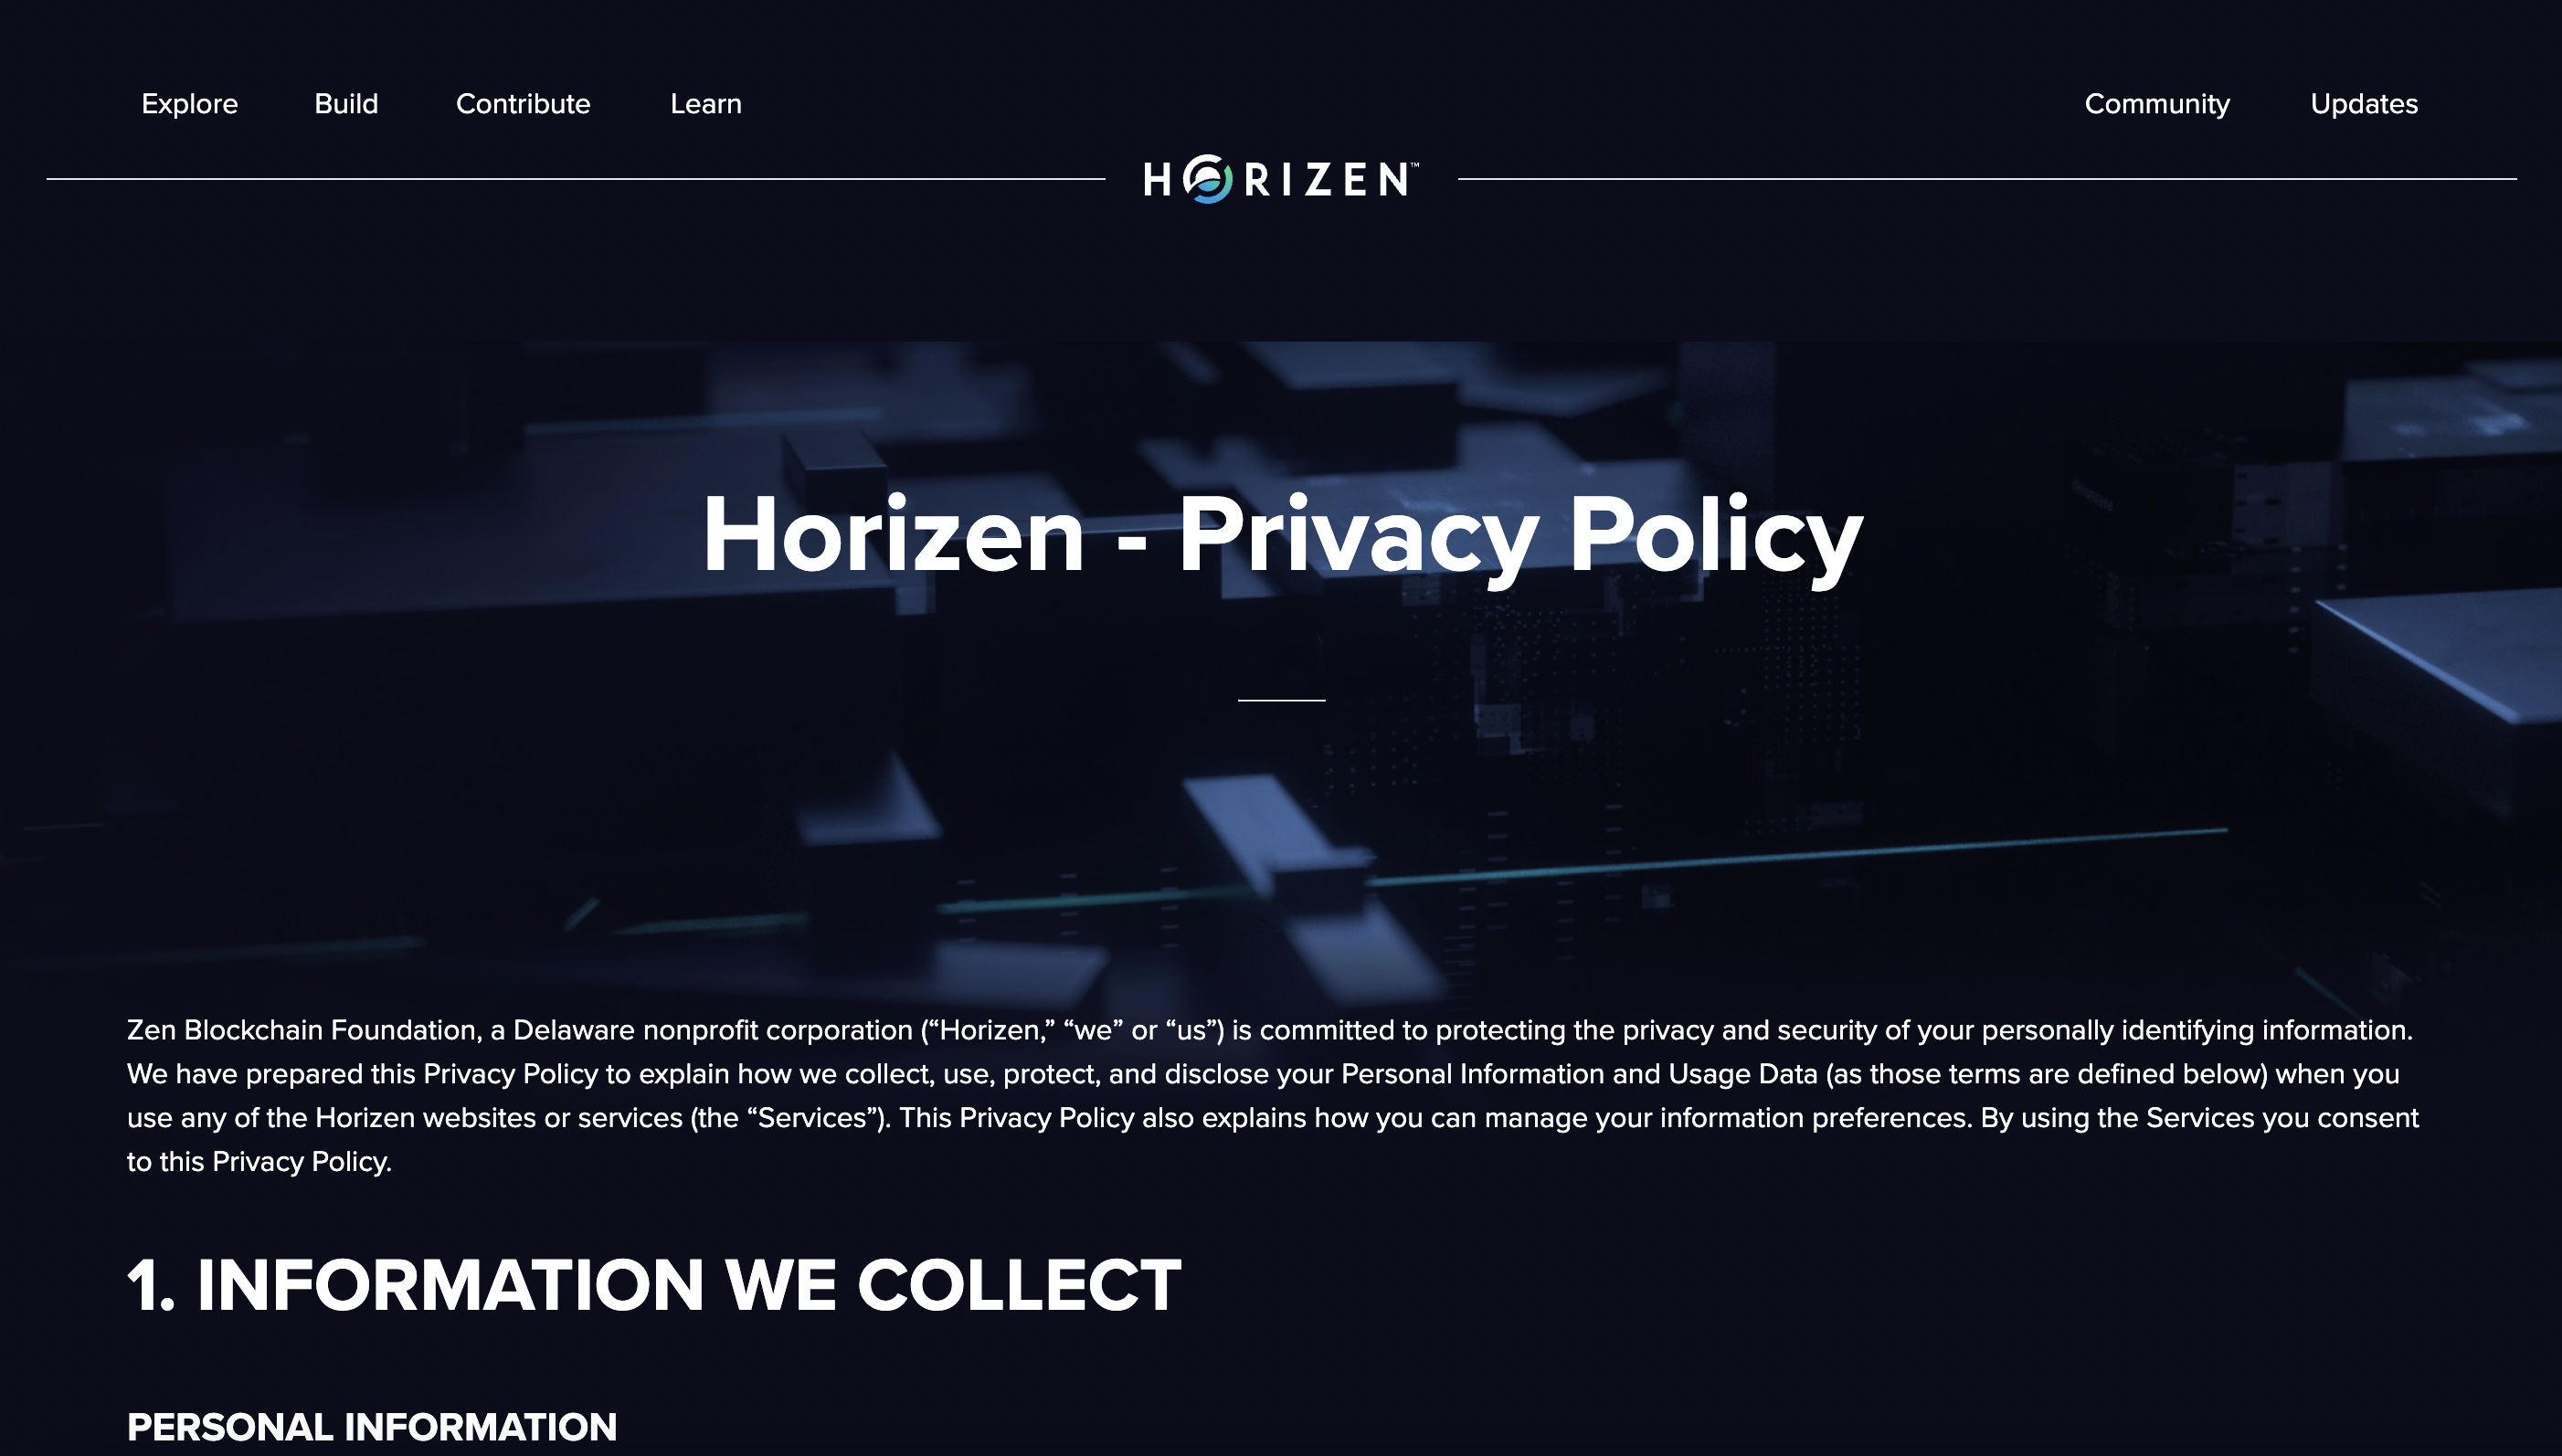 Explore Build Contribute Learn Community Updates
HORIZEN™
Horizen - Privacy Policy
Zen Blockchain Foundation, a Delaware nonprofit corporation (“Horizen,” “we” or “us”) is committed to protecting the privacy and security of your personally identifying information.
We have prepared this Privacy Policy to explain how we collect, use, protect, and disclose your Personal Information and Usage Data (as those terms are defined below) when you
use any of the Horizen websites or services (the “Services”). This Privacy Policy also explains how you can manage your information preferences. By using the Services you consent
to this Privacy Policy.
1. INFORMATION WE COLLECT
PERSONAL INFORMATION